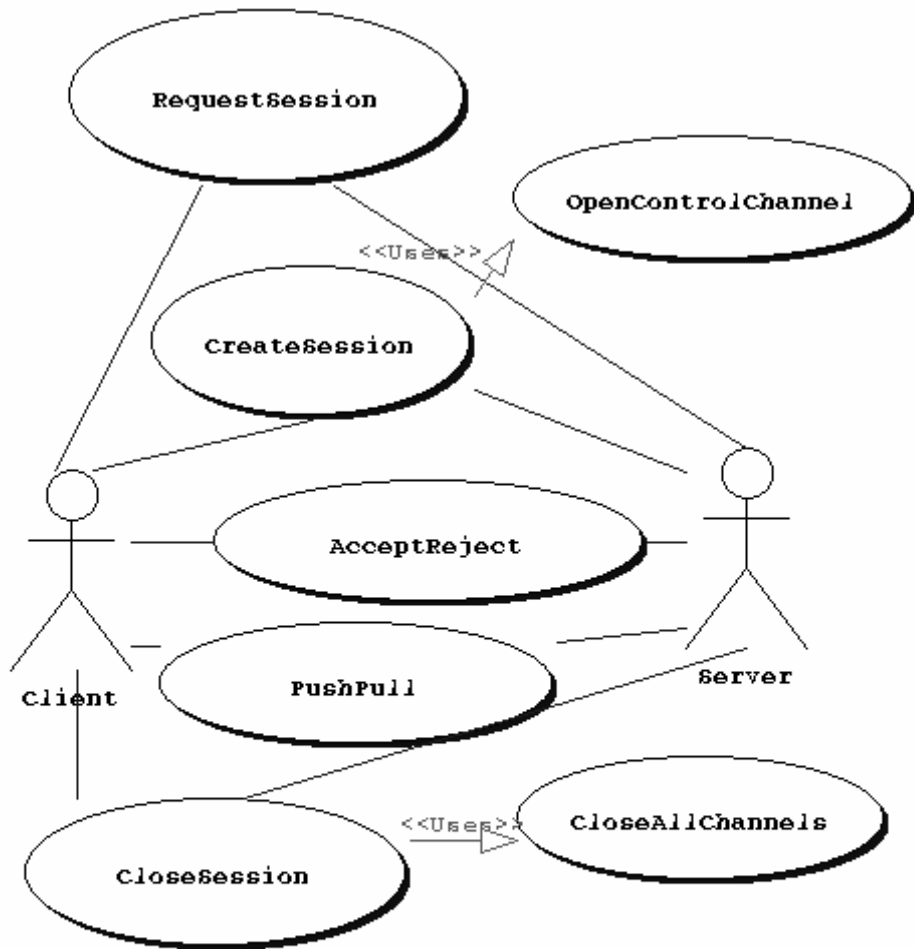 RequestSession
OpenControlChannel
<<Uses>>
CreateSession
AcceptReject
PushPull
Client
Server
<<Uses>>
CloseAllChannels
CloseSession